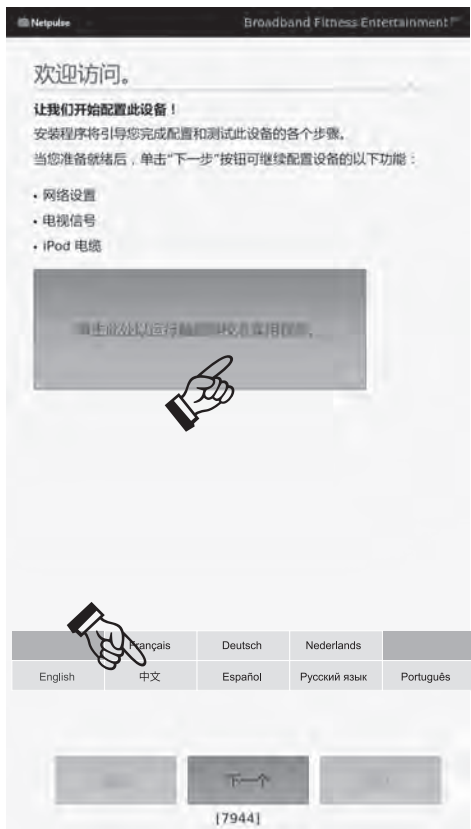 Netpulse
Broadband Fitness Entertainment
欢迎访问。
让我们开始配置此设备！
安装程序将引导您完成配置和测试此设备的各个步骤。
当您准备就绪后，单击“下一步”按钮可继续配置设备的以下功能：
• 网络设置
• 电视信号
• iPod 电缆
Français
Deutsch
Nederlands
English
中文
Español
Русский язык
Português
下一个
[7944]